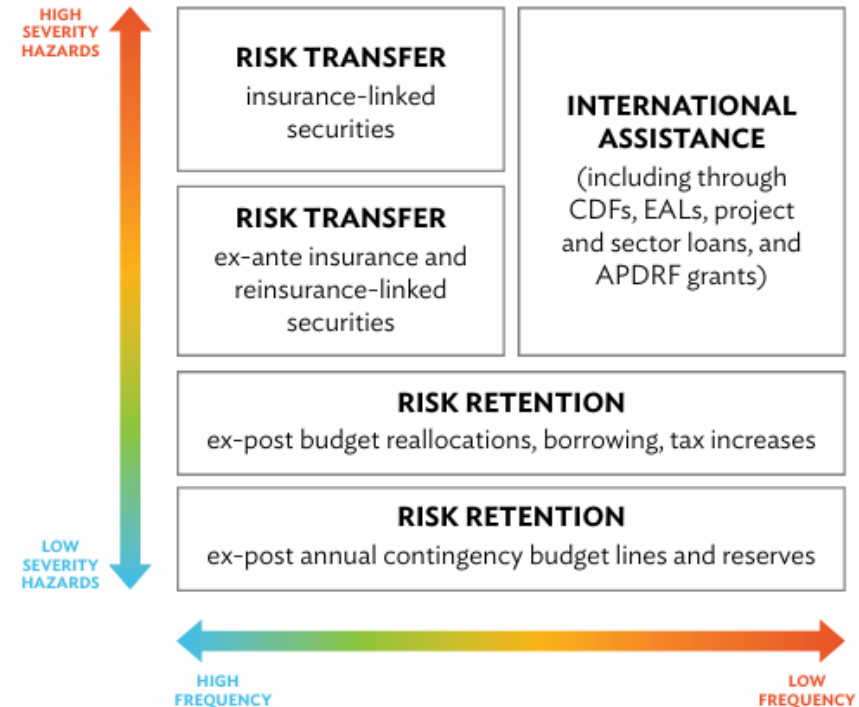 HIGH
SEVERITY
HAZARDS
RISK TRANSFER
insurance-linked
securities
RISK TRANSFER
ex-ante insurance and
reinsurance-linked
securities
INTERNATIONAL
ASSISTANCE
(including through
CDFs, EALs, project
and sector loans, and
APDRF grants)
RISK RETENTION
ex-post budget reallocations, borrowing, tax increases
RISK RETENTION
ex-post annual contingency budget lines and reserves
LOW
SEVERITY
HAZARDS
HIGH
FREQUENCY
LOW
FREQUENCY